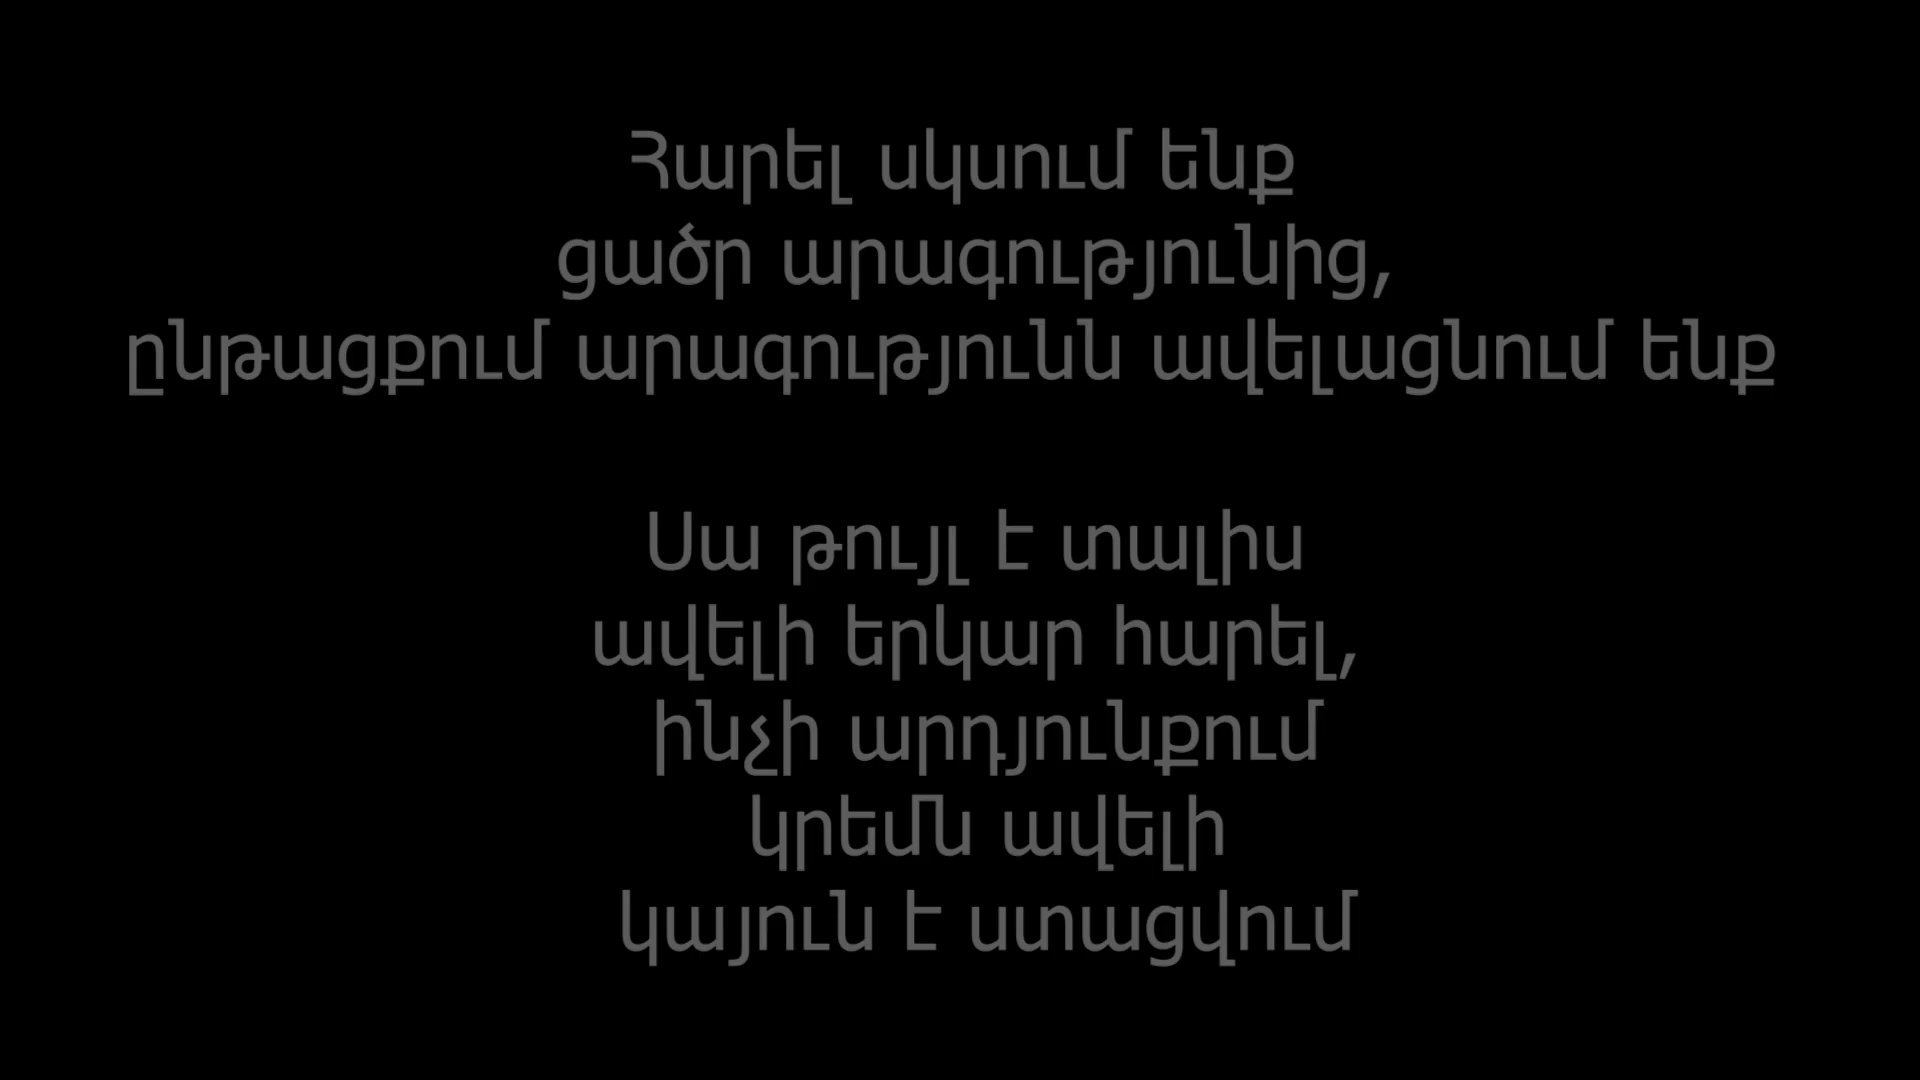 Հարել սկսում ենք
ցածր արագությունից,
ընթացքում արագությունն ավելացնում ենք
Սա թույլ է տալիս
ավելի երկար հարել,
ինչի արդյունքում
կրեմն ավելի
կայուն է ստացվում